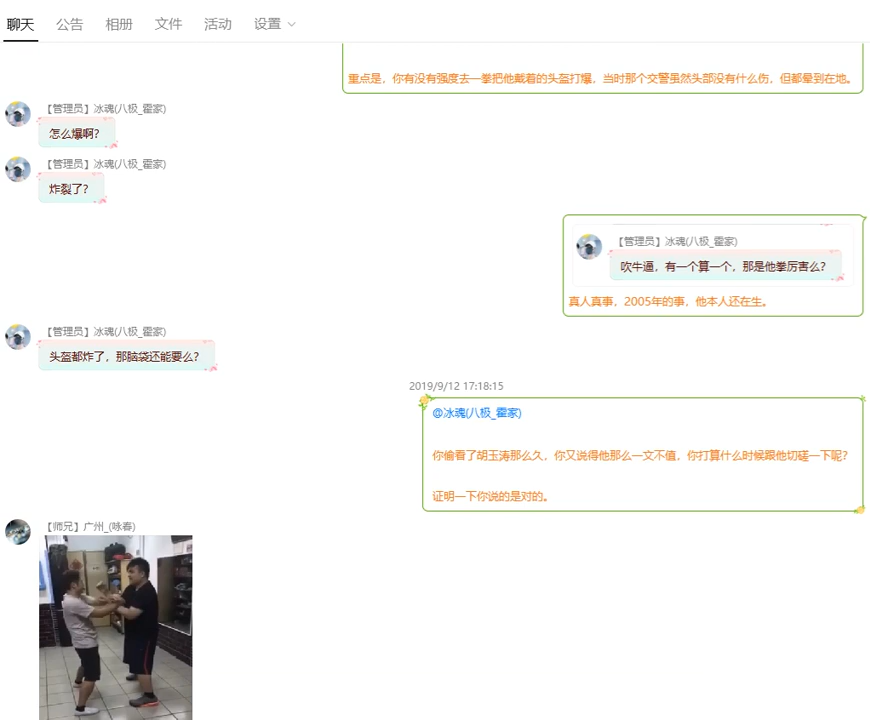 聊天 公告 相册 文件 活动 设置
重点是，你有没有强度去一拳把他戴着的头盔打爆，当时那个交警虽然头部没有什么伤，但都晕到在地。
【管理员】冰魂(八极_霍家)
怎么爆啊？
【管理员】冰魂(八极_霍家)
炸裂了？
【管理员】冰魂(八极_霍家)
吹牛逼，有一个算一个，那是他拳厉害么？
真人真事，2005年的事，他本人还在生。
【管理员】冰魂(八极_霍家)
头盔都炸了，那脑袋还能要么？
2019/9/12 17:18:15
@冰魂(八极_霍家)
你偷看了胡玉涛那么久，你又说得他那么一文不值，你打算什么时候跟他切磋一下呢？
证明一下你说的是对的。
【师兄】广州_(咏春)